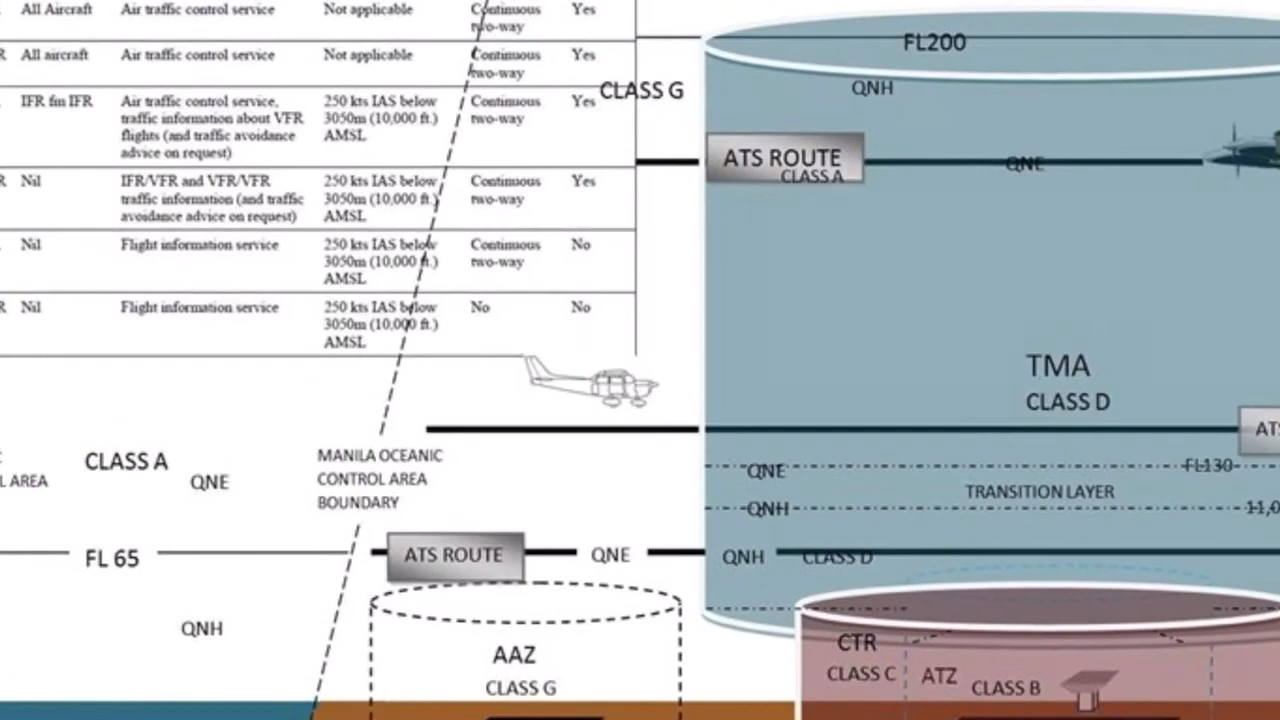 All Aircraft Air traffic control service Not applicable Continuous Yes
two-way
R All aircraft Air traffic control service Not applicable Continuous Yes
two-way
IFR fm IFR Air traffic control service, 250 kts IAS below Continuous Yes
traffic information about VFR 3050m (10,000 ft.) two-way
flights (and traffic avoidance AMSL
advice on request)
R Nil IFR/VFR and VFR/VFR 250 kts IAS below Continuous Yes
traffic information (and traffic 3050m (10,000 ft.) two-way
avoidance advice on request) AMSL
Nil Flight information service 250 kts IAS below Continuous No
3050m (10,000 ft.) two-way
AMSL
R Nil Flight information service 250 kts IAS below No No
3050m (10,000 ft.)
AMSL
FL200
CLASS G
QNH
ATS ROUTE
CLASS A
QNE
TMA
CLASS D
CLASS A
QNE
L AREA
MANILA OCEANIC
CONTROL AREA
BOUNDARY
QNE
FL130
TRANSITION LAYER
QNH
11,0
FL 65
ATS ROUTE
QNE
QNH
CLASS D
QNH
AAZ
CLASS G
CTR
CLASS C
ATZ
CLASS B